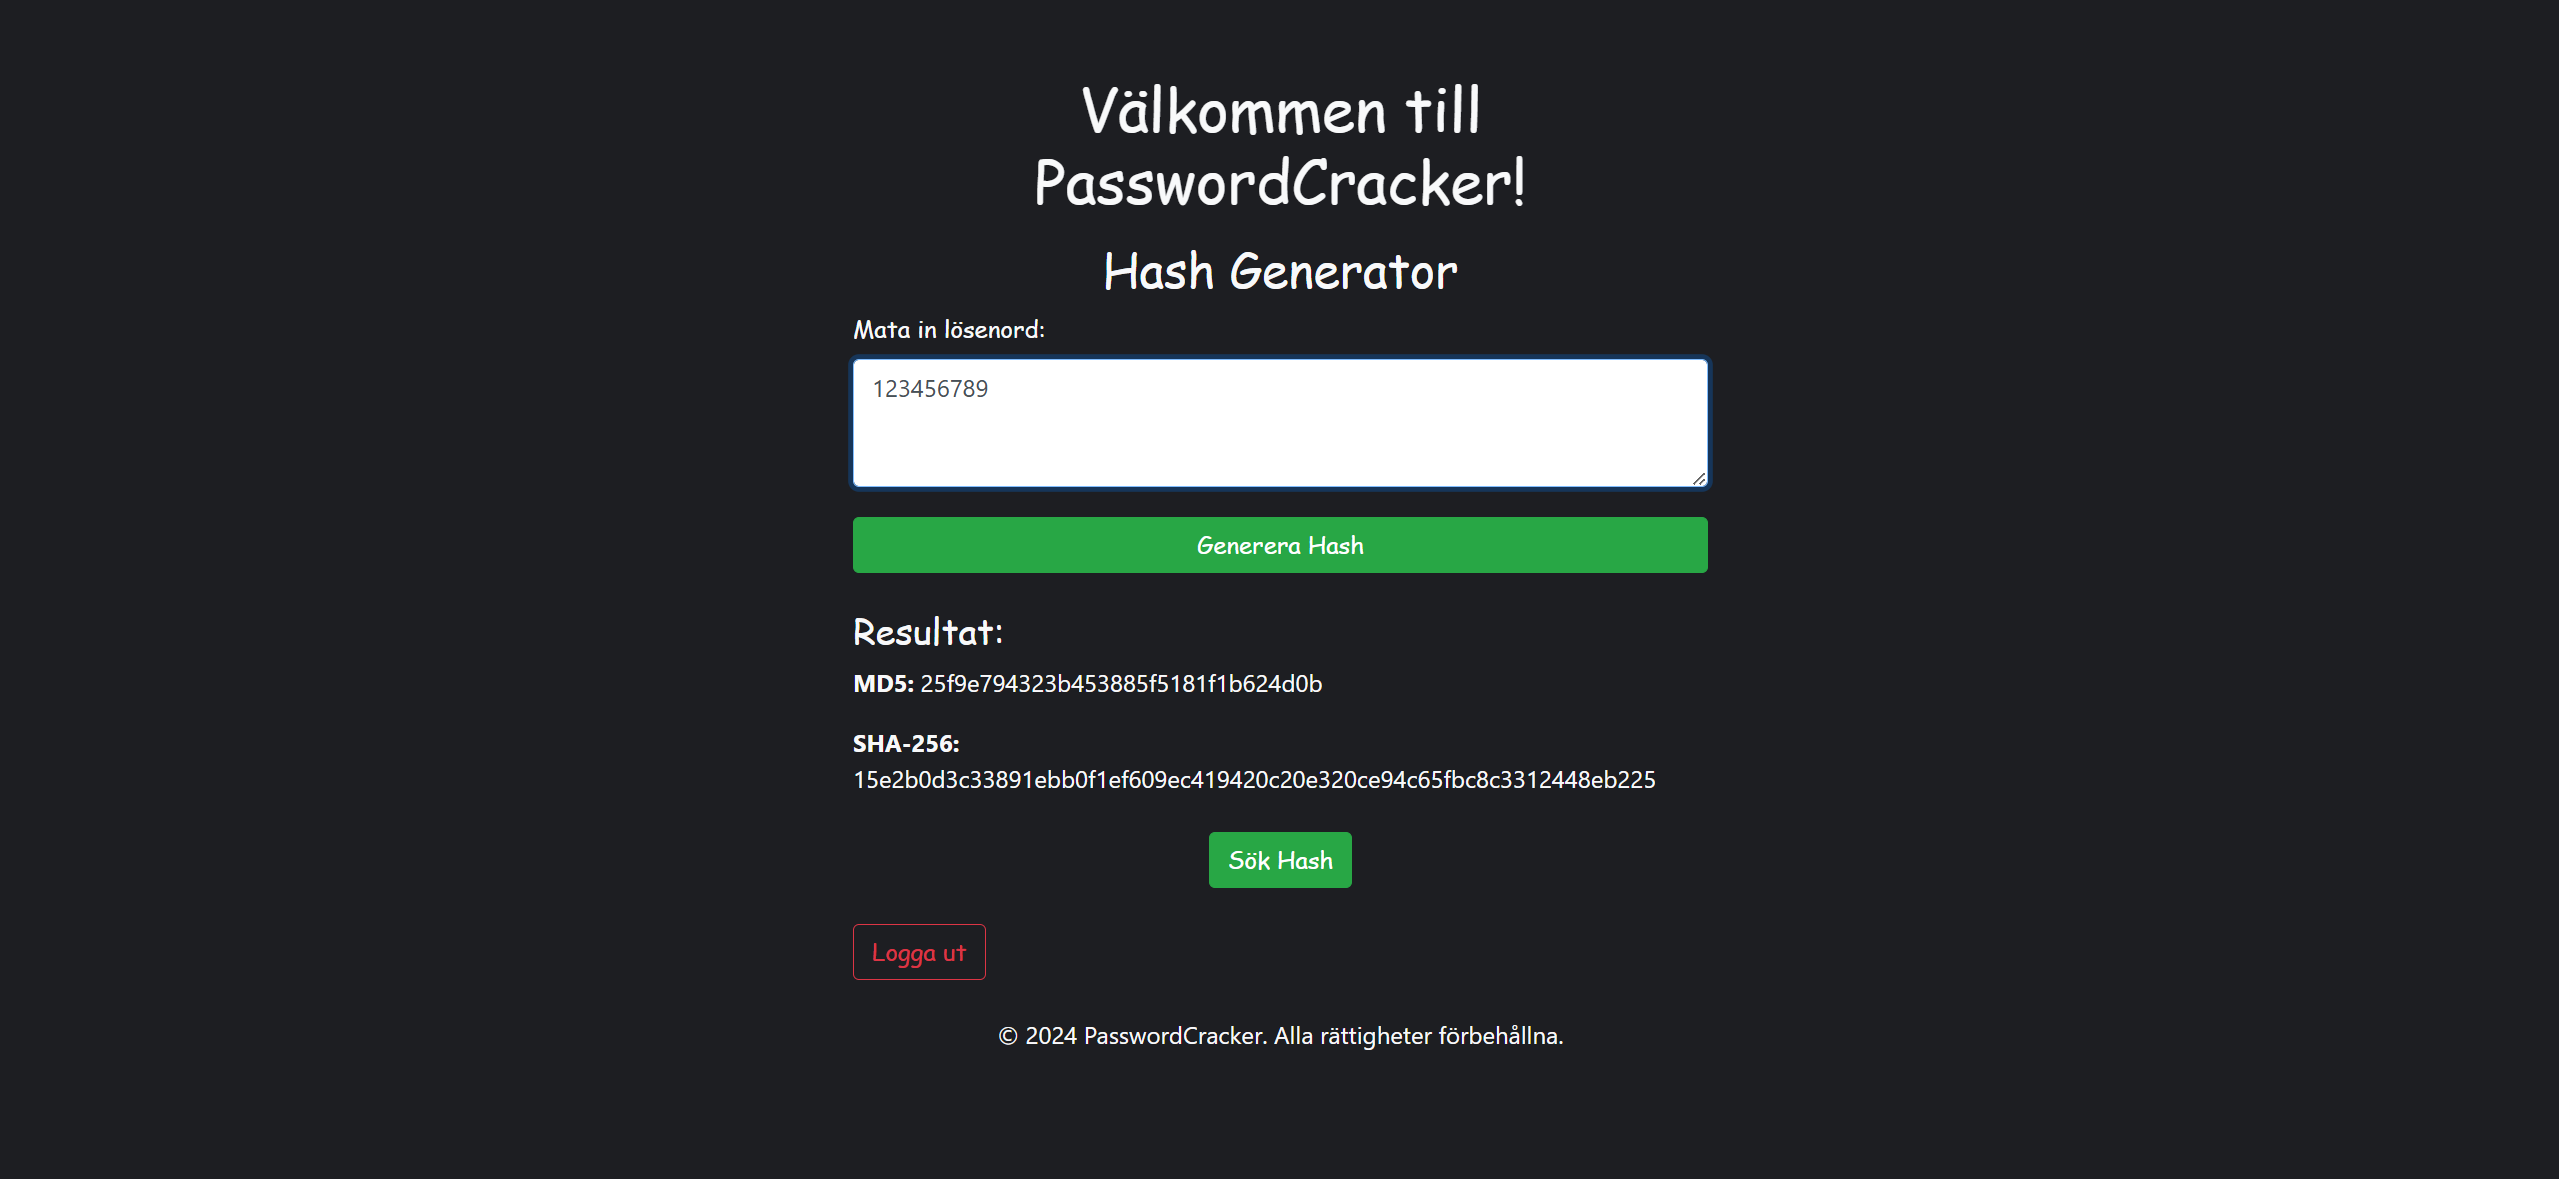 Välkommen till
PasswordCracker!
Hash Generator
Mata in lösenord:
123456789
Generera Hash
Resultat:
MD5: 25f9e794323b453885f5181f1b624d0b
SHA-256:
15e2b0d3c33891ebb0f1ef609ec419420c20e320ce94c65fbc8c3312448eb225
Sök Hash
Logga ut
© 2024 PasswordCracker. Alla rättigheter förbehållna.